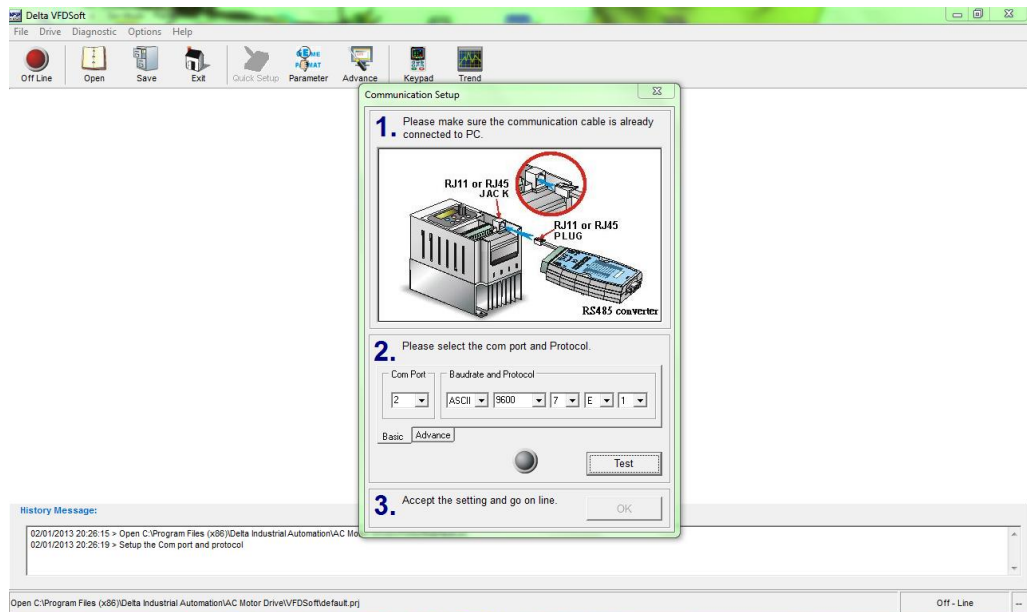 Delta VFDSoft
File Drive Diagnostic Options Help
Off Line Open Save Exit Quick Setup Parameter Advance Keypad Trend
Communication Setup
1. Please make sure the communication cable is already
connected to PC.
RJ11 or RJ45
JACK
RJ11 or RJ45
PLUG
RS485 converter
2. Please select the com port and Protocol.
Com Port Baudrate and Protocol
2 ASCII 9600 7 E 1
Basic Advance
Test
3. Accept the setting and go on line.
OK
History Message:
02/01/2013 20:26:15 > Open C:\Program Files (x86)\Delta Industrial Automation\AC Mo
02/01/2013 20:26:19 > Setup the Com port and protocol
Open C:\Program Files (x86)\Delta Industrial Automation\AC Motor Drive\VFDSoft\default.prj Off - Line